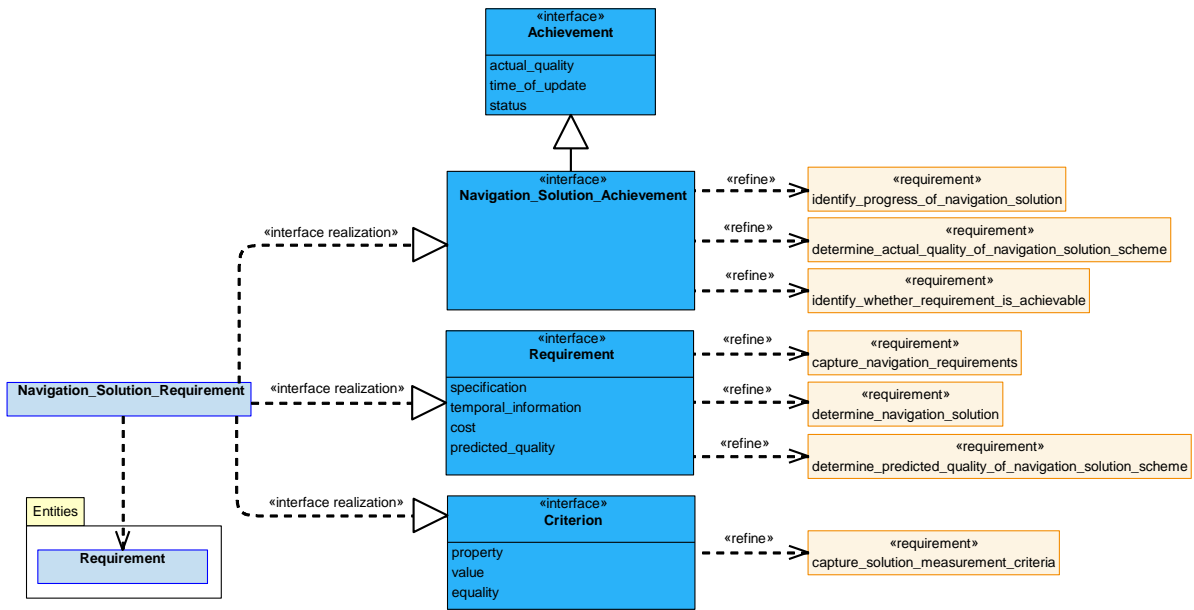 «interface»
Achievement
actual_quality
time_of_update
status
«interface»
Navigation_Solution_Achievement
«refine»
«requirement»
identify_progress_of_navigation_solution
«refine»
«requirement»
determine_actual_quality_of_navigation_solution_scheme
«refine»
«requirement»
identify_whether_requirement_is_achievable
«interface realization»
«interface»
Requirement
specification
temporal_information
cost
predicted_quality
«refine»
«requirement»
capture_navigation_requirements
«refine»
«requirement»
determine_navigation_solution
«refine»
«requirement»
determine_predicted_quality_of_navigation_solution_scheme
Navigation_Solution_Requirement
«interface realization»
«interface realization»
«interface»
Criterion
property
value
equality
«refine»
«requirement»
capture_solution_measurement_criteria
Entities
Requirement